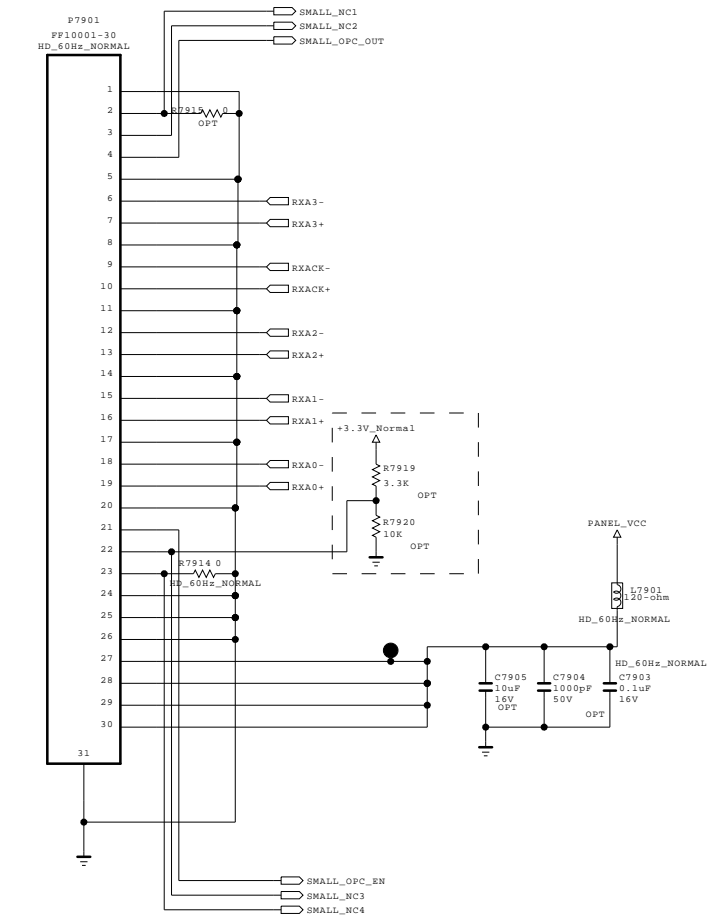 SMALL_NC1
SMALL_NC2
SMALL_OPC_OUT
P7901
FF10001-30
HD_60Hz_NORMAL
1
2
R7915 0
OPT
3
4
5
6
RXA3-
7
RXA3+
8
9
RXACK-
10
RXACK+
11
12
RXA2-
13
RXA2+
14
15
RXA1-
16
RXA1+
17
18
RXA0-
19
RXA0+
20
21
22
23
24
25
26
27
28
29
30
31
+3.3V_Normal
R7919
3.3K
OPT
R7920
10K
OPT
R7914 0
HD_60Hz_NORMAL
PANEL_VCC
L7901
120-ohm
HD_60Hz_NORMAL
HD_60Hz_NORMAL
C7905
10uF
16V
OPT
C7904
1000pF
50V
C7903
0.1uF
16V
OPT
SMALL_OPC_EN
SMALL_NC3
SMALL_NC4